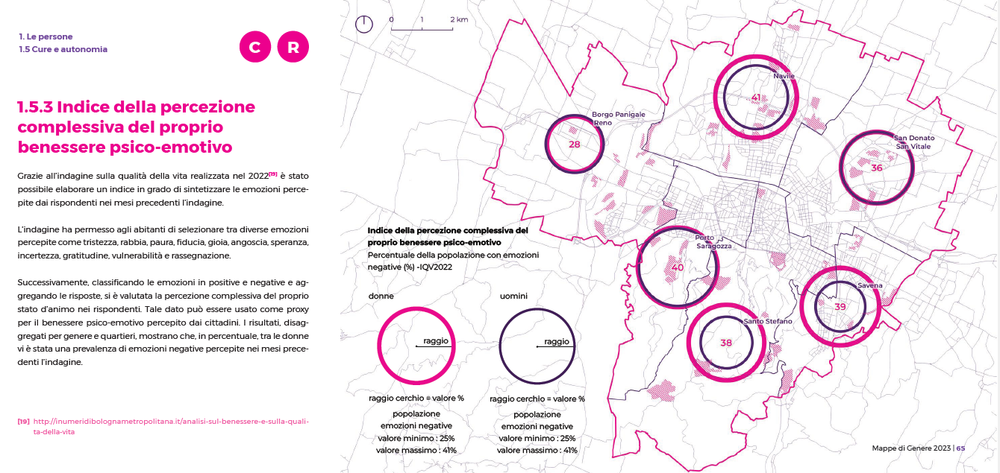 1. Le persone
1.5 Cure e autonomia
C R
1.5.3 Indice della percezione
complessiva del proprio
benessere psico-emotivo
Grazie all'indagine sulla qualità della vita realizzata nel 2022[19] è stato
possibile elaborare un indice in grado di sintetizzare le emozioni perce-
pite dai rispondenti nei mesi precedenti l'indagine.
L'indagine ha permesso agli abitanti di selezionare tra diverse emozioni
percepite come tristezza, rabbia, paura, fiducia, gioia, angoscia, speranza,
incertezza, gratitudine, vulnerabilità e rassegnazione.
Successivamente, classificando le emozioni in positive e negative e ag-
gregando le risposte, si è valutata la percezione complessiva del proprio
stato d'animo nei rispondenti. Tale dato può essere usato come proxy
per il benessere psico-emotivo percepito dai cittadini. I risultati, disag-
gregati per genere e quartieri, mostrano che, in percentuale, tra le donne
vi è stata una prevalenza di emozioni negative percepite nei mesi prece-
denti l'indagine.
[19] http://inumeridibolognametropolitana.it/analisi-sul-benessere-e-sulla-quali-
ta-della-vita
0 1 2 km
Navile
41
Borgo Panigale
Reno
28
San Donato
San Vitale
36
Porto
Saragozza
40
Savena
39
Santo Stefano
38
Indice della percezione complessiva del
proprio benessere psico-emotivo
Percentuale della popolazione con emozioni
negative (%) -IQV2022
donne
raggio
raggio cerchio = valore %
popolazione
emozioni negative
valore minimo : 25%
valore massimo : 41%
uomini
raggio
raggio cerchio = valore %
popolazione
emozioni negative
valore minimo : 25%
valore massimo : 41%
Mappe di Genere 2023 | 65